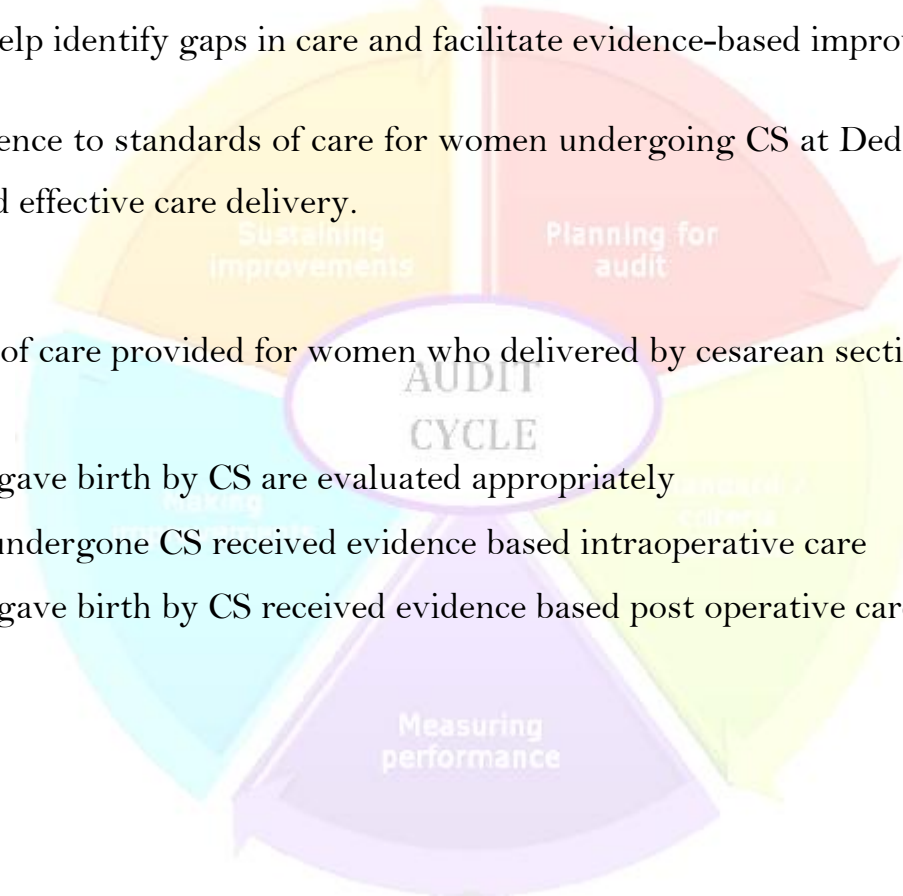 elp identify gaps in care and facilitate evidence-based improv
ence to standards of care for women undergoing CS at Ded
d effective care delivery.
Sustaining
improvements
Planning for
audit
of care provided for women who delivered by cesarean secti
AUDIT
CYCLE
gave birth by CS are evaluated appropriately
Making
undergone CS received evidence based intraoperative care
gave birth by CS received evidence based post operative care
Measuring
performance